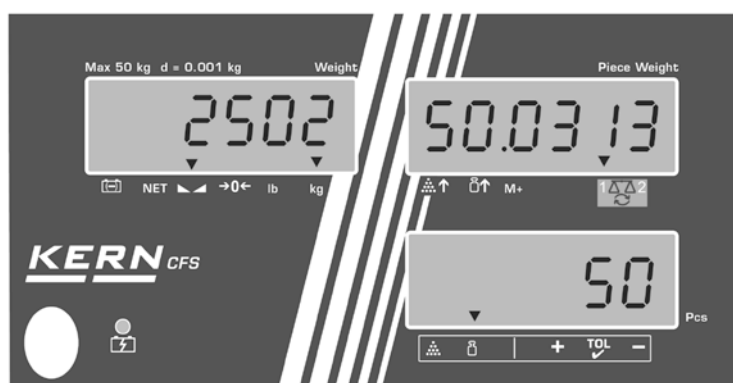 Max 50 kg d = 0.001 kg Weight
Piece Weight
2502
50.0313
NET →0← lb kg
M+
1 2
KERN CFS
50
Pcs
+ TOL −